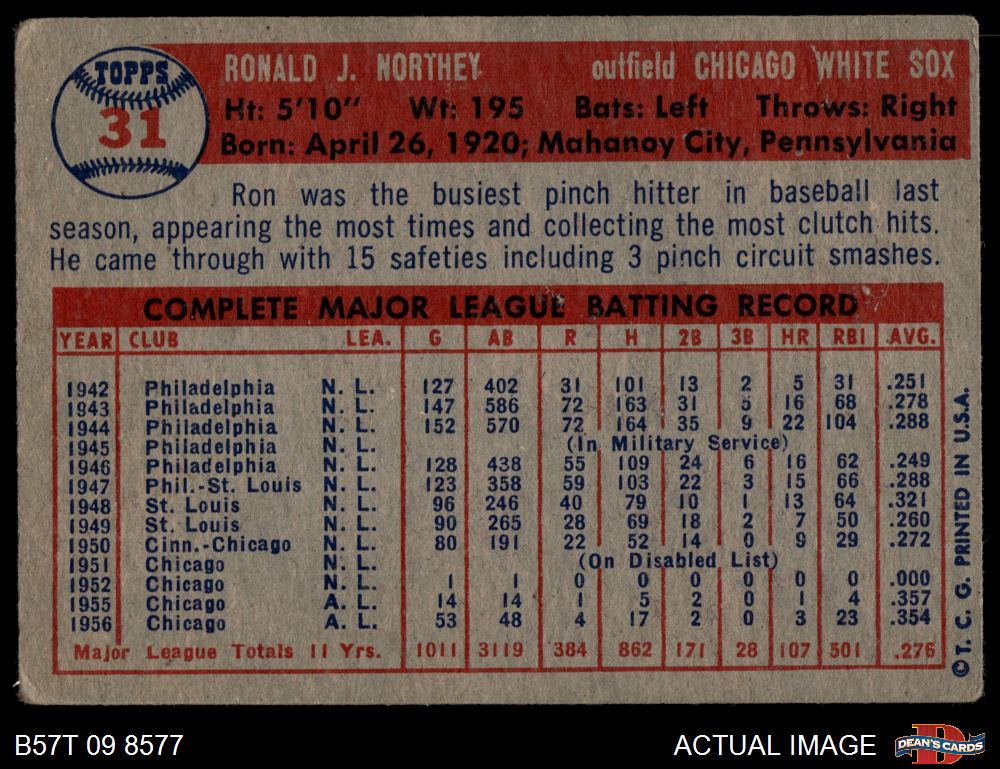 TOPPS
31
RONALD J. NORTHEY outfield CHICAGO WHITE SOX
Ht: 5'10" Wt: 195 Bats: Left Throws: Right
Born: April 26, 1920; Mahanoy City, Pennsylvania
Ron was the busiest pinch hitter in baseball last
season, appearing the most times and collecting the most clutch hits.
He came through with 15 safeties including 3 pinch circuit smashes.
COMPLETE MAJOR LEAGUE BATTING RECORD
YEAR CLUB LEA. G AB R H 2B 3B HR RBI AVG.
1942 Philadelphia N. L. 127 402 31 101 13 2 5 31 .251
1943 Philadelphia N. L. 147 586 72 163 31 5 16 68 .278
1944 Philadelphia N. L. 152 570 72 164 35 9 22 104 .288
1945 Philadelphia N. L. (In Military Service)
1946 Philadelphia N. L. 128 438 55 109 24 6 16 62 .249
1947 Phil.-St. Louis N. L. 123 358 59 103 22 3 15 66 .288
1948 St. Louis N. L. 96 246 40 79 10 1 13 64 .321
1949 St. Louis N. L. 90 265 28 69 18 2 7 50 .260
1950 Cinn.-Chicago N. L. 80 191 22 52 14 0 9 29 .272
1951 Chicago N. L. (On Disabled List)
1952 Chicago N. L. 1 1 0 0 0 0 0 0 .000
1955 Chicago A. L. 14 14 1 5 2 0 1 4 .357
1956 Chicago A. L. 53 48 4 17 2 0 3 23 .354
Major League Totals 11 Yrs. 1011 3119 384 862 171 28 107 501 .276
©T. C. G. PRINTED IN U.S.A.
B57T 09 8577
ACTUAL IMAGE
D
DEAN'S CARDS